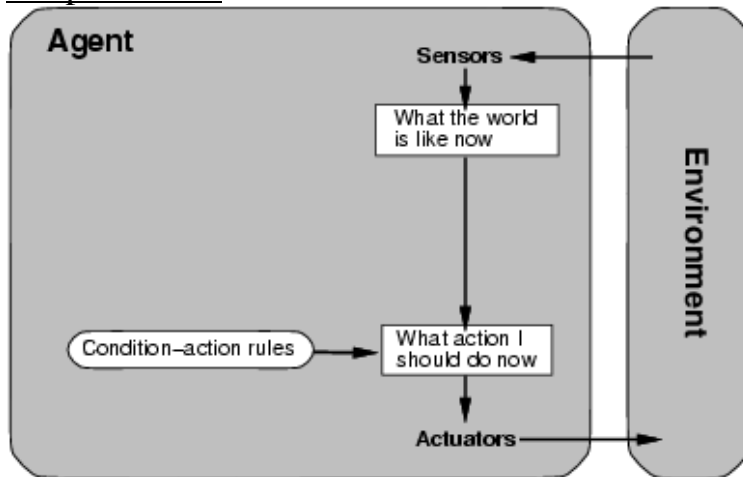 Agent
Sensors
What the world
is like now
Environment
Condition–action rules
What action I
should do now
Actuators